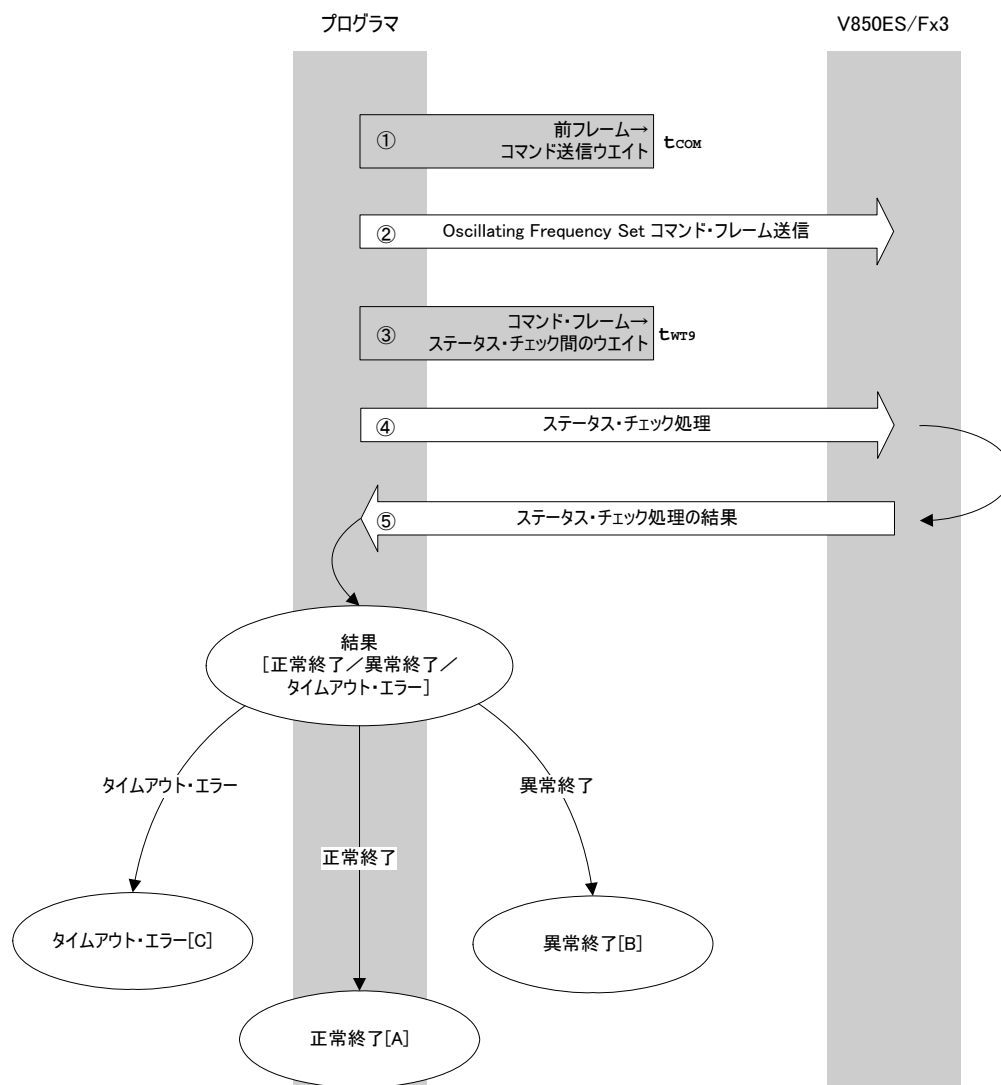 プログラマ
V850ES/Fx3
①
前フレーム→
コマンド送信ウエイト
tCOM
② Oscillating Frequency Set コマンド・フレーム送信
③
コマンド・フレーム→
ステータス・チェック間のウエイト
tWT9
④ ステータス・チェック処理
⑤ ステータス・チェック処理の結果
結果
[正常終了／異常終了／
タイムアウト・エラー]
タイムアウト・エラー
異常終了
正常終了
タイムアウト・エラー[C]
異常終了[B]
正常終了[A]